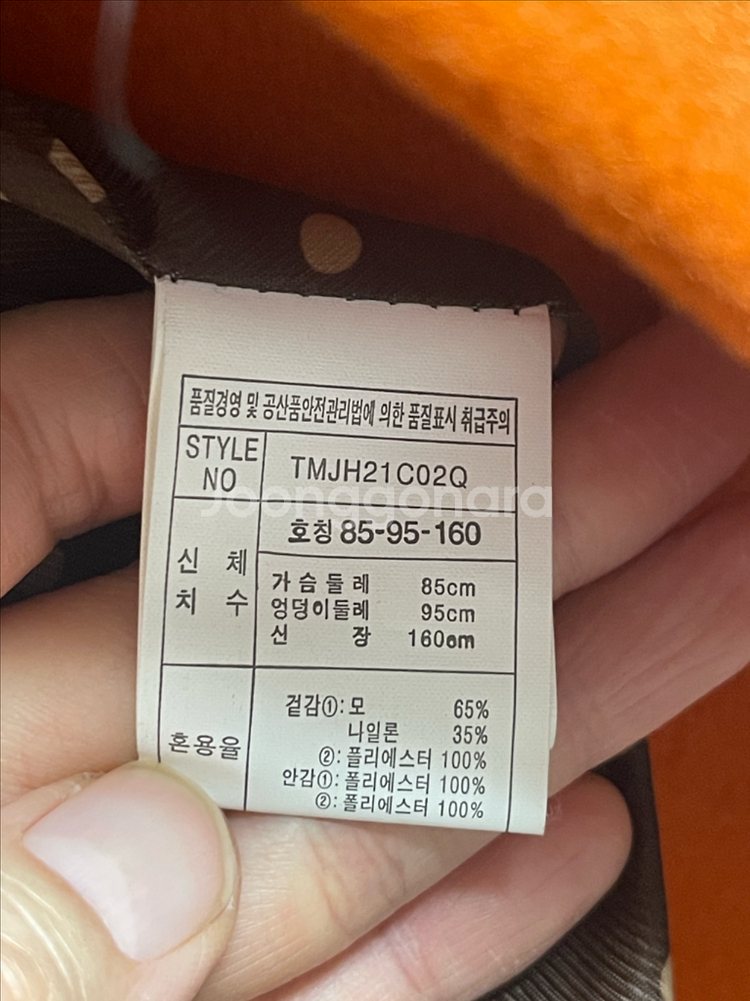 품질경영 및 공산품안전관리법에 의한 품질표시 취급주의
STYLE NO TMJH21C02Q
Joonggonara
호칭 85-95-160
신체 치수
가슴둘레 85cm
엉덩이둘레 95cm
신장 160cm
혼용율
겉감①: 모 65%
나일론 35%
②: 플리에스터 100%
안감①: 폴리에스터 100%
②: 폴리에스터 100%